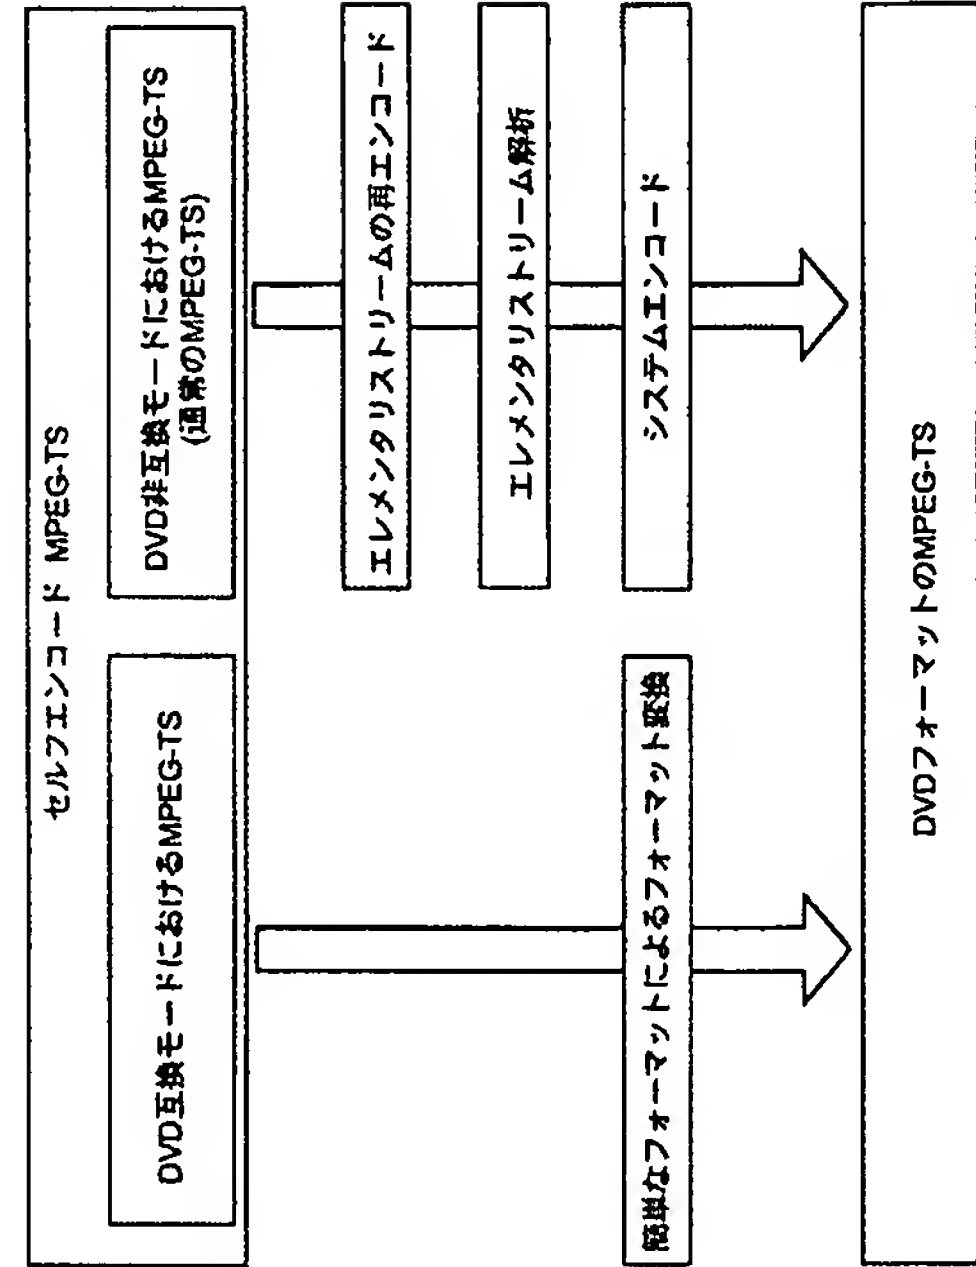 セルフエンコード MPEG-TS
DVD互換モードにおけるMPEG-TS
DVD非互換モードにおけるMPEG-TS
(通常のMPEG-TS)
エレメンタリストリームの再エンコード
エレメンタリストリーム解析
簡単なフォーマットによるフォーマット変換
システムエンコード
DVDフォーマットのMPEG-TS